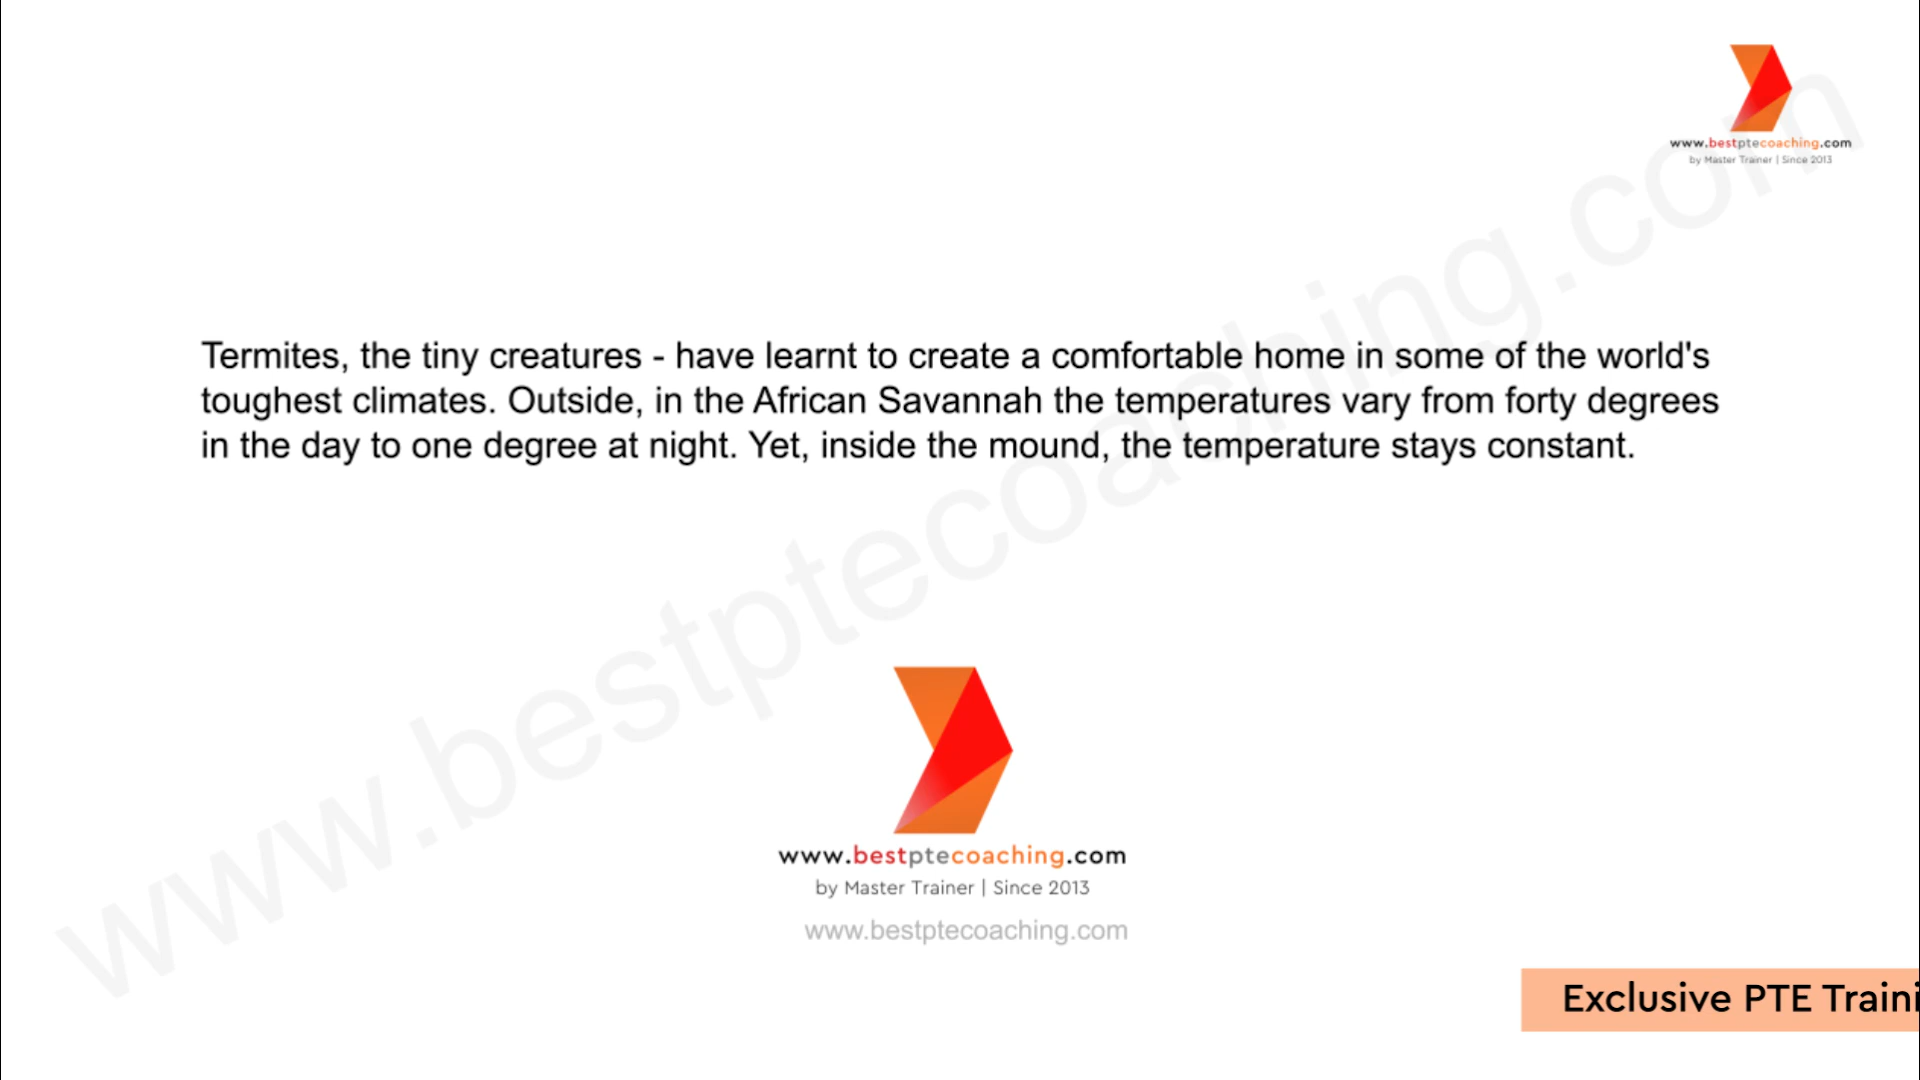 www.bestptecoaching.com
by Master Trainer | Since 2013
Termites, the tiny creatures - have learnt to create a comfortable home in some of the world's
toughest climates. Outside, in the African Savannah the temperatures vary from forty degrees
in the day to one degree at night. Yet, inside the mound, the temperature stays constant.
www.bestptecoaching.com
www.bestptecoaching.com
by Master Trainer | Since 2013
www.bestptecoaching.com
Exclusive PTE Traini